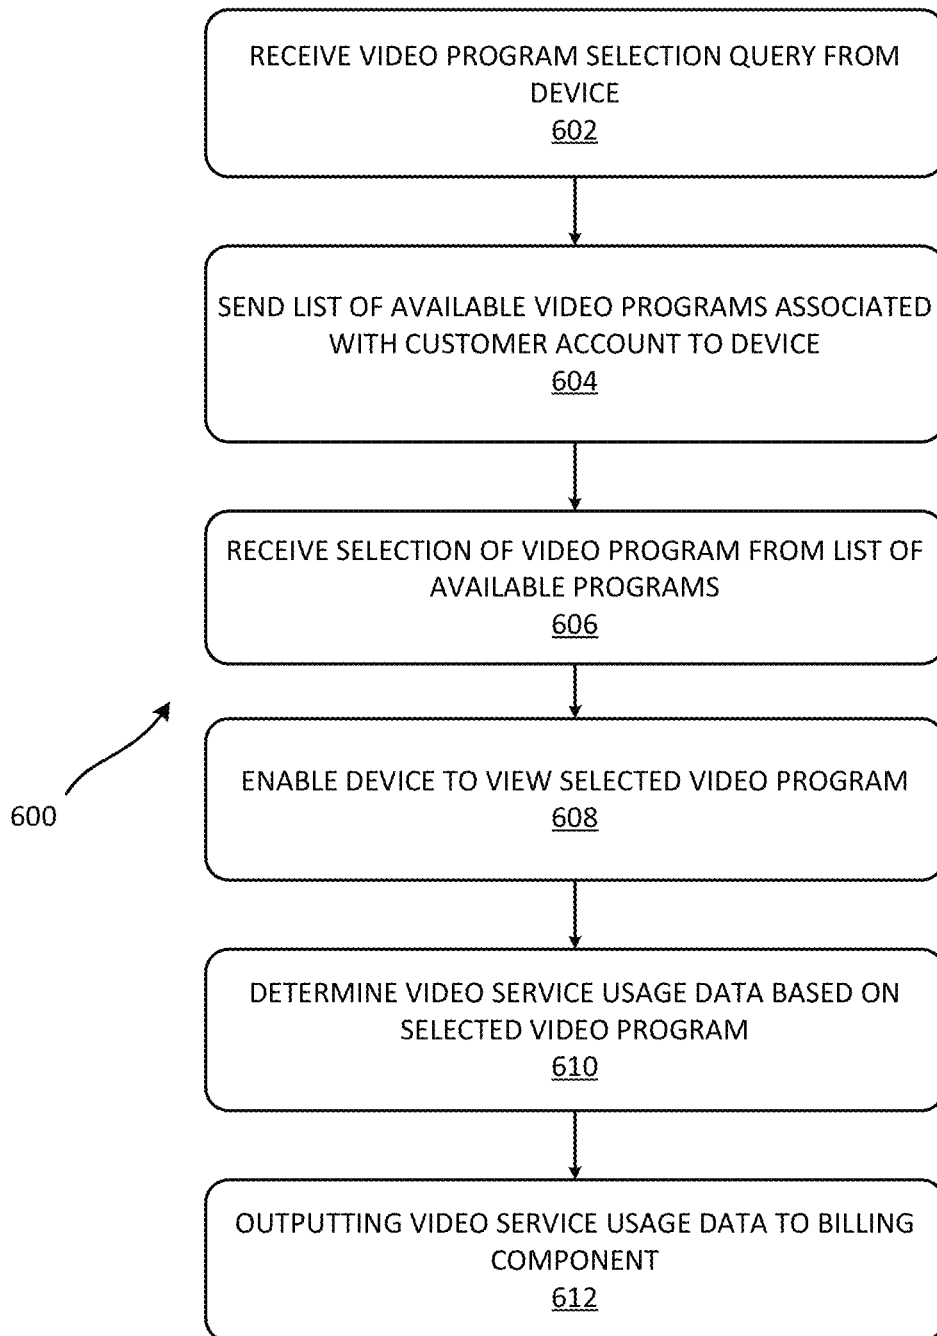 RECEIVE VIDEO PROGRAM SELECTION QUERY FROM
DEVICE
602
SEND LIST OF AVAILABLE VIDEO PROGRAMS ASSOCIATED
WITH CUSTOMER ACCOUNT TO DEVICE
604
RECEIVE SELECTION OF VIDEO PROGRAM FROM LIST OF
AVAILABLE PROGRAMS
606
600
ENABLE DEVICE TO VIEW SELECTED VIDEO PROGRAM
608
DETERMINE VIDEO SERVICE USAGE DATA BASED ON
SELECTED VIDEO PROGRAM
610
OUTPUTTING VIDEO SERVICE USAGE DATA TO BILLING
COMPONENT
612